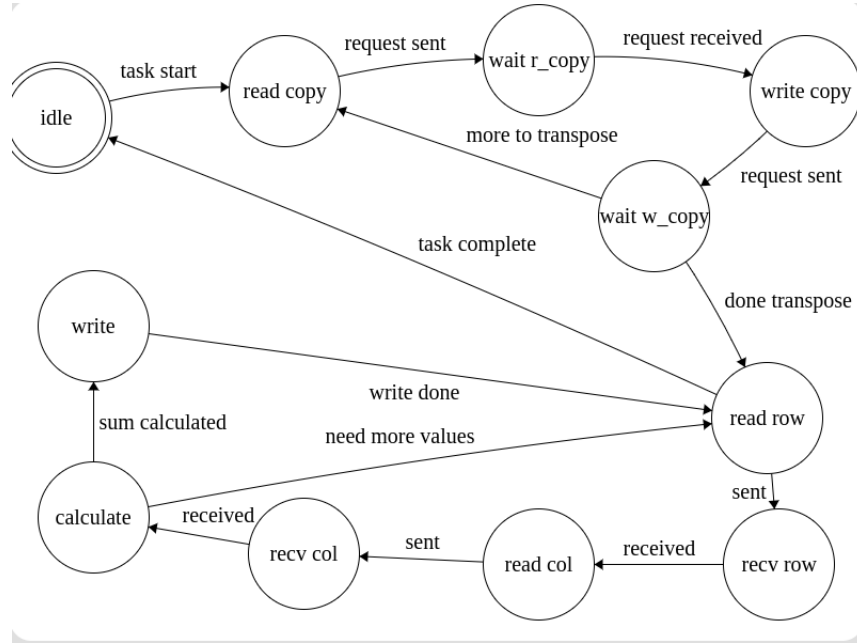 task start
request sent
wait r_copy
request received
idle
read copy
write copy
more to transpose
request sent
wait w_copy
task complete
done transpose
write
write done
sum calculated
need more values
read row
calculate
received
recv col
sent
read col
received
sent
recv row